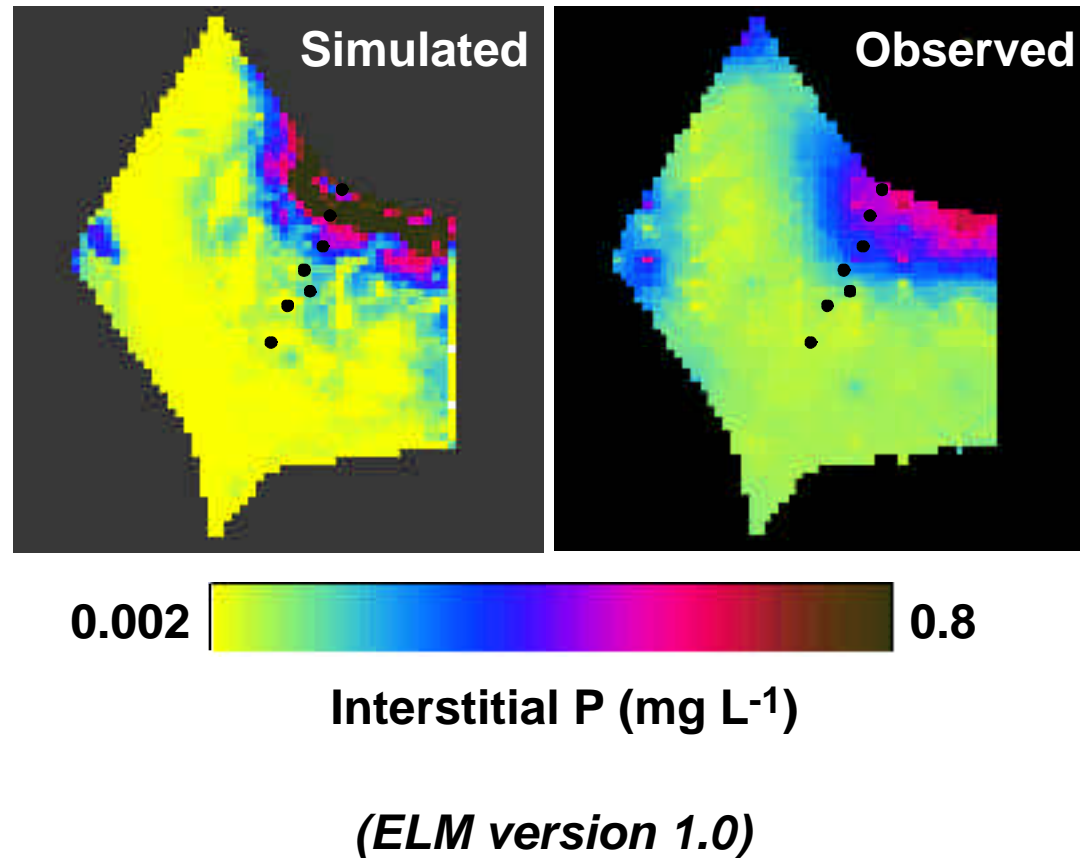 Simulated
Observed
0.002
0.8
Interstitial P (mg L-1)
(ELM version 1.0)